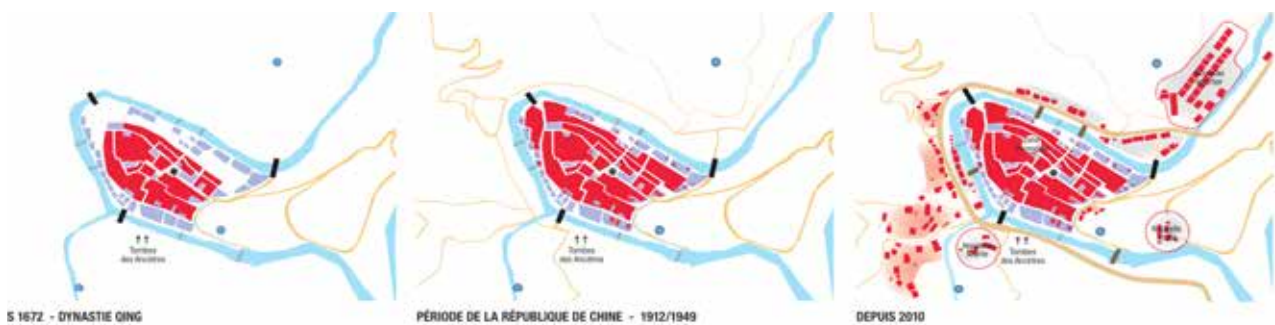 Tombes
des Ancêtres
Tombes
des Ancêtres
Tombes
des Ancêtres
S 1672 - DYNASTIE QING
PÉRIODE DE LA RÉPUBLIQUE DE CHINE - 1912/1949
DEPUIS 2010